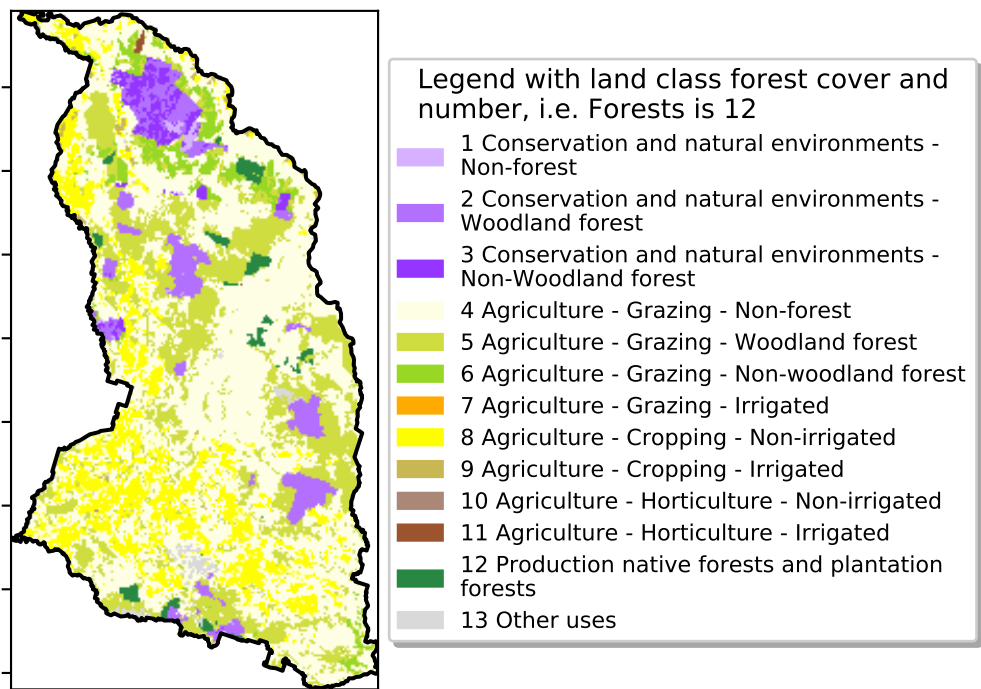 Legend with land class forest cover and
number, i.e. Forests is 12
1 Conservation and natural environments -
Non-forest
2 Conservation and natural environments -
Woodland forest
3 Conservation and natural environments -
Non-Woodland forest
4 Agriculture - Grazing - Non-forest
5 Agriculture - Grazing - Woodland forest
6 Agriculture - Grazing - Non-woodland forest
7 Agriculture - Grazing - Irrigated
8 Agriculture - Cropping - Non-irrigated
9 Agriculture - Cropping - Irrigated
10 Agriculture - Horticulture - Non-irrigated
11 Agriculture - Horticulture - Irrigated
12 Production native forests and plantation
forests
13 Other uses